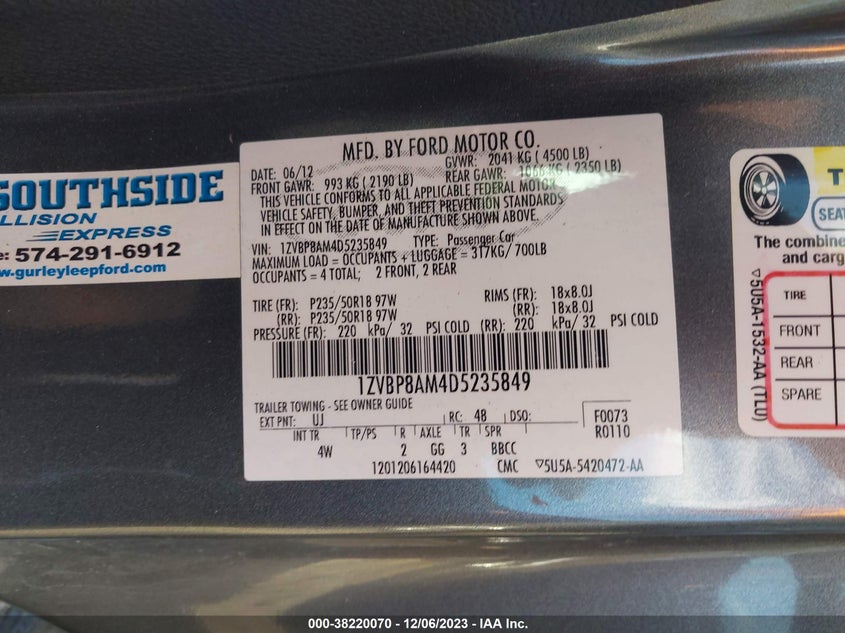 SOUTHSIDE
LLISION
EXPRESS
e: 574-291-6912
w.gurleyleepford.com
MFD. BY FORD MOTOR CO.
DATE: 06/12 GVWR: 2041 KG ( 4500 LB)
FRONT GAWR: 993 KG ( 2190 LB) REAR GAWR: 1066 KG ( 2350 LB)
THIS VEHICLE CONFORMS TO ALL APPLICABLE FEDERAL MOTOR
VEHICLE SAFETY, BUMPER, AND THEFT PREVENTION STANDARDS
IN EFFECT ON THE DATE OF MANUFACTURE SHOWN ABOVE.
VIN: 1ZVBP8AM4D5235849 TYPE: Passenger Car
MAXIMUM LOAD = OCCUPANTS + LUGGAGE = 317KG/ 700LB
OCCUPANTS = 4 TOTAL; 2 FRONT, 2 REAR
TIRE (FR): P235/50R18 97W RIMS (FR): 18x8.0J
(RR): P235/50R18 97W (RR): 18x8.0J
PRESSURE (FR): 220 kPa/ 32 PSI COLD (RR): 220 kPa/ 32 PSI COLD
1ZVBP8AM4D5235849
TRAILER TOWING - SEE OWNER GUIDE
EXT PNT: UJ RC: 48 DSO: F0073
INT TR TP/PS R AXLE TR SPR R0110
4W 2 GG 3 BBCC
1201206164420 CMC ▽5U5A-5420472-AA
T
SEAT
The combine
and carg
TIRE
FRONT
REAR
SPARE
▽5U5A-1532-AA (TLU)
000-38220070 - 12/06/2023 - IAA Inc.